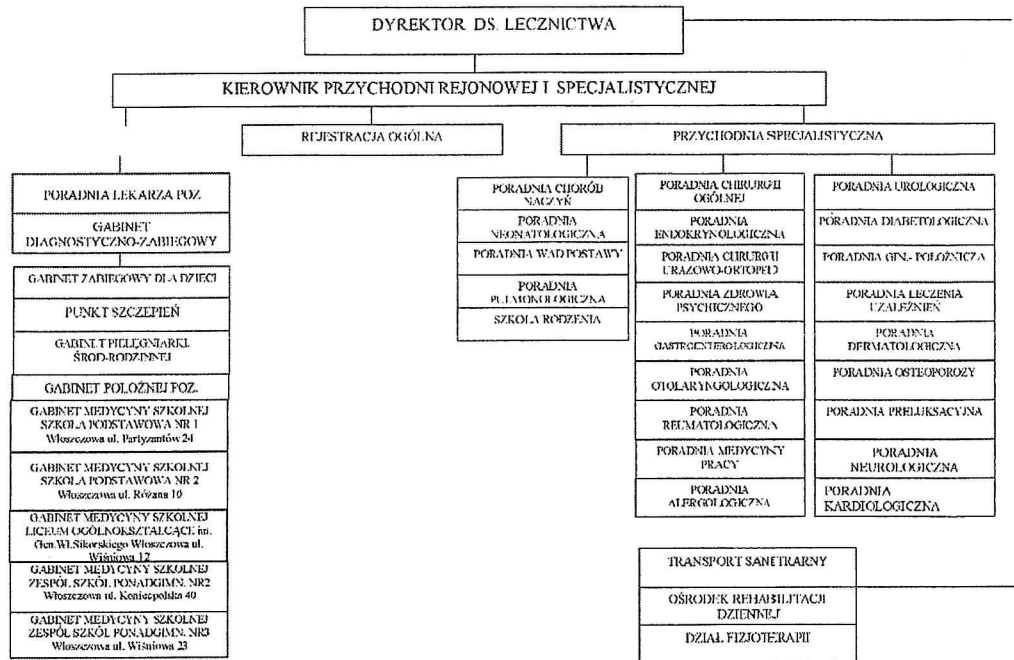 DYREKTOR DS. LECZNICTWA
KIEROWNIK PRZYCHODNI REJONOWEJ I SPECJALISTYCZNEJ
REJESTRACJA OGÓLNA
PRZYCHODNIA SPECJALISTYCZNA
PORADNIA LEKARZA POZ.
GABINET
DIAGNOSTYCZNO-ZABIEGOWY
GABINET ZABIEGOWY DLA DZIECI
PUNKT SZCZEPIEŃ
GABINET PIELĘGNIARKI
ŚROD-RODZINNEJ
GABINET POŁOŻNEJ POZ.
GABINET MEDYCYNY SZKOLNEJ
SZKOŁA PODSTAWOWA NR 1
Włoszczowa ul. Partyzantów 24
GABINET MEDYCYNY SZKOLNEJ
SZKOŁA PODSTAWOWA NR 2
Włoszczowa ul. Różana 10
GABINET MEDYCYNY SZKOLNEJ
LICEUM OGÓLNOKSZTAŁCĄCE im.
Gen.Wł.Sikorskiego Włoszczowa ul.
Wiśniowa 12
GABINET MEDYCYNY SZKOLNEJ
ZESPÓŁ SZKÓŁ PONADGIMN. NR2
Włoszczowa ul. Koniecpolska 40
GABINET MEDYCYNY SZKOLNEJ
ZESPÓŁ SZKÓŁ PONADGIMN. NR3
Włoszczowa ul. Wiśniowa 23
PORADNIA CHORÓB
NACZYŃ
PORADNIA
NEONATOLOGICZNA
PORADNIA WAD POSTAWY
PORADNIA
PULMONOLOGICZNA
SZKOŁA RODZENIA
PORADNIA CHIRURGII
OGÓLNEJ
PORADNIA
ENDOKRYNOLOGICZNA
PORADNIA CHIRURGII
URAZOWO-ORTOPED
PORADNIA ZDROWIA
PSYCHICZNEGO
PORADNIA
GASTROENTEROLOGICZNA
PORADNIA
OTOLARYNGOLOGICZNA
PORADNIA
REUMATOLOGICZNA
PORADNIA MEDYCYNY
PRACY
PORADNIA
ALERGOLOGICZNA
PORADNIA UROLOGICZNA
PORADNIA DIABETOLOGICZNA
PORADNIA GIN.- POŁOŻNICZA
PORADNIA LECZENIA
UZALEŻNIEŃ
PORADNIA
DERMATOLOGICZNA
PORADNIA OSTEOPOROZY
PORADNIA PRELUKSACYJNA
PORADNIA
NEUROLOGICZNA
PORADNIA
KARDIOLOGICZNA
TRANSPORT SANITRARNY
OŚRODEK REHABILITACJI
DZIENNEJ
DZIAŁ FIZJOTERAPII